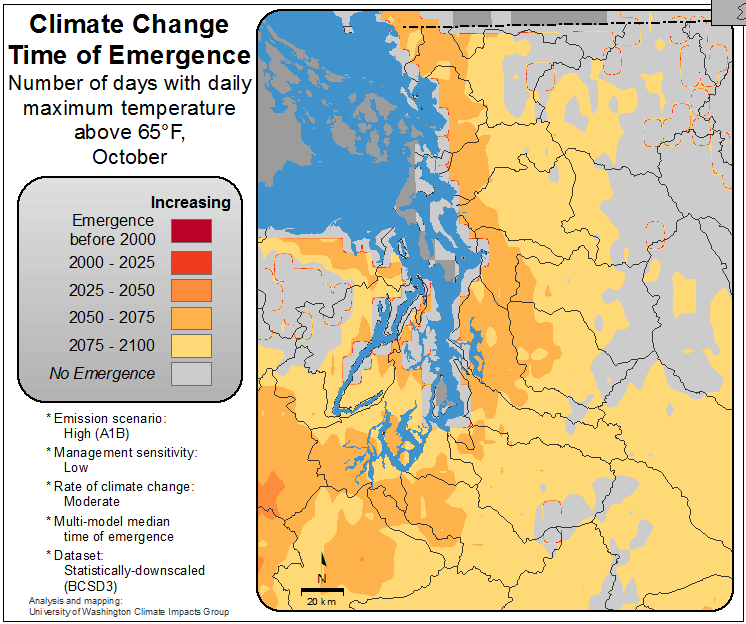 Climate Change
Time of Emergence
Number of days with daily
maximum temperature
above 65°F,
October
Increasing
Emergence
before 2000
2000 - 2025
2025 - 2050
2050 - 2075
2075 - 2100
No Emergence
* Emission scenario:
High (A1B)
* Management sensitivity:
Low
* Rate of climate change:
Moderate
* Multi-model median
time of emergence
* Dataset:
Statistically-downscaled
(BCSD3)
Analysis and mapping:
University of Washington Climate Impacts Group
N
20 km